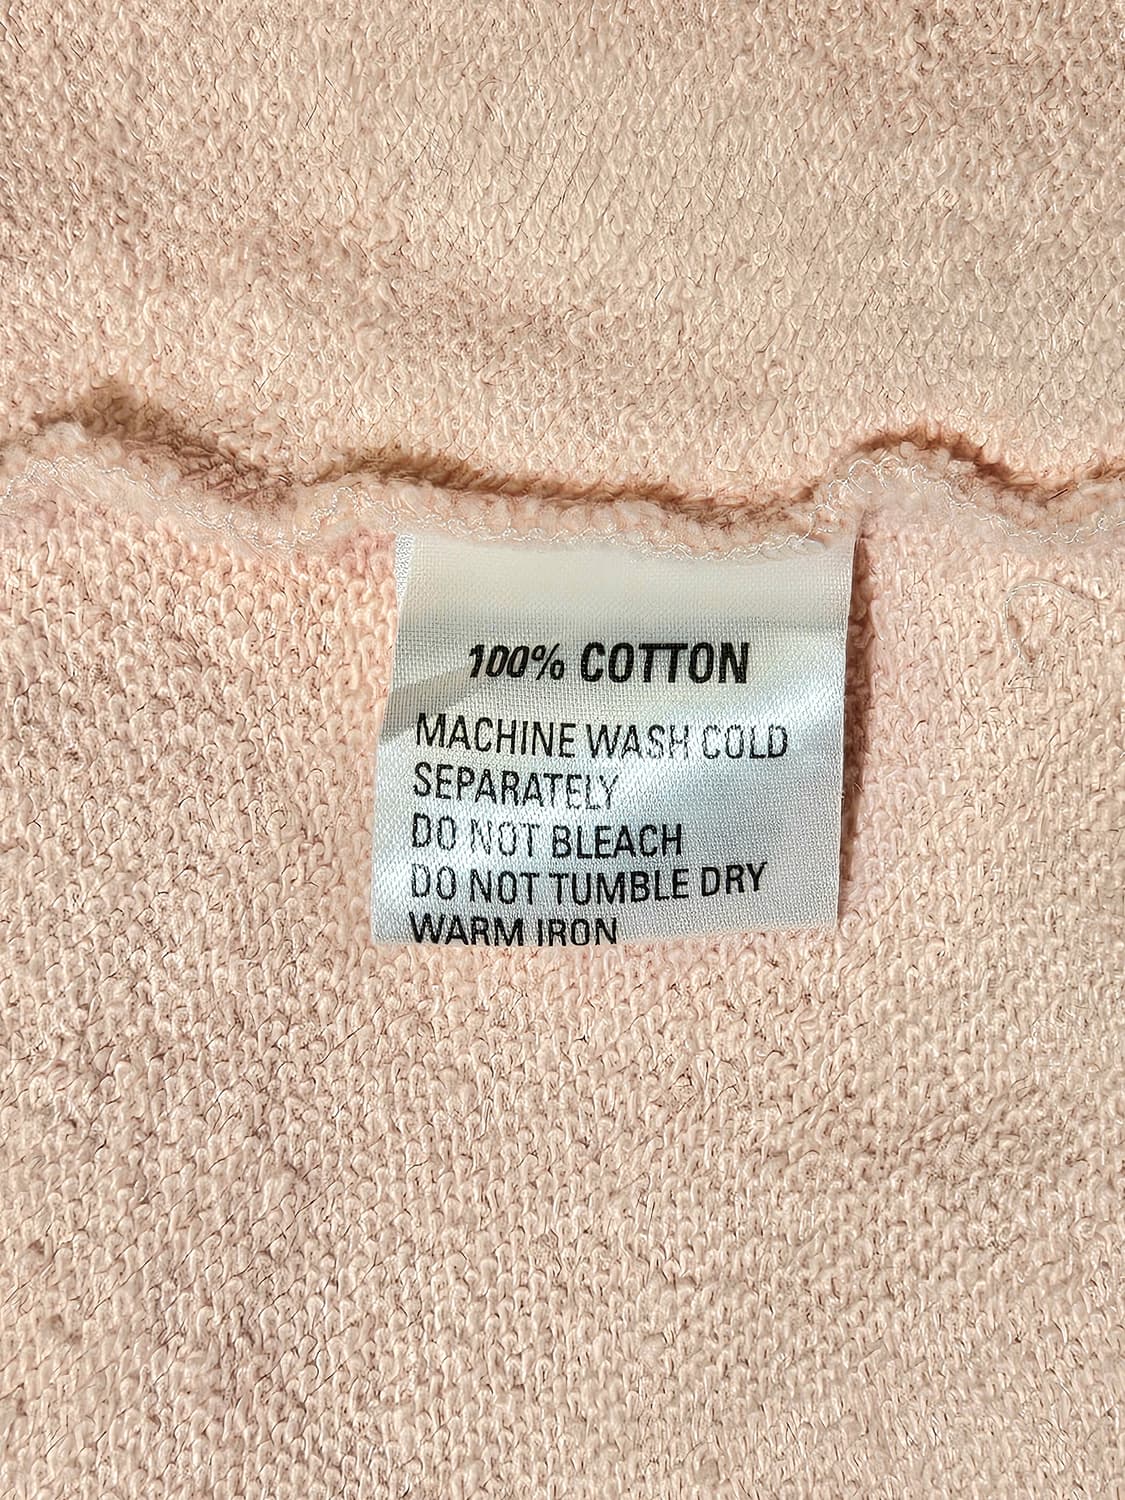 100% COTTON
MACHINE WASH COLD
SEPARATELY
DO NOT BLEACH
DO NOT TUMBLE DRY
WARM IRON